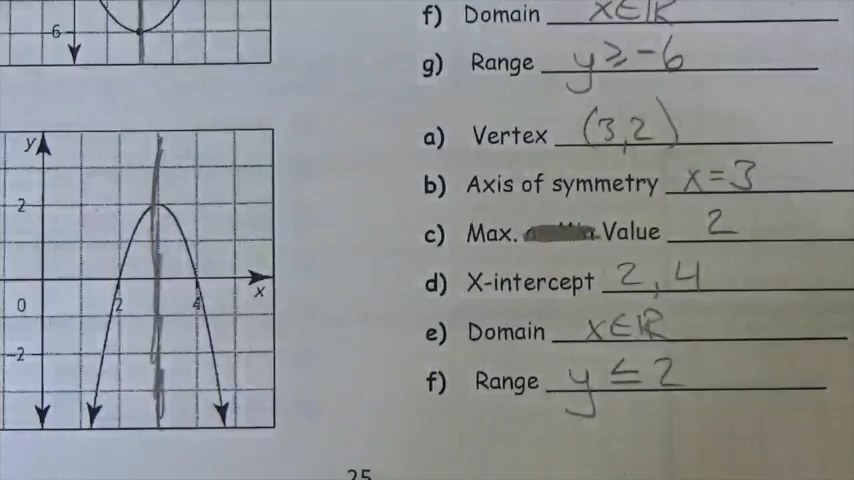 6
f) Domain x∈ℝ
g) Range y≥-6
y
2
0
2
4
x
-2
a) Vertex (3,2)
b) Axis of symmetry x=3
c) Max. Value 2
d) X-intercept 2, 4
e) Domain x∈ℝ
f) Range y≤2
25